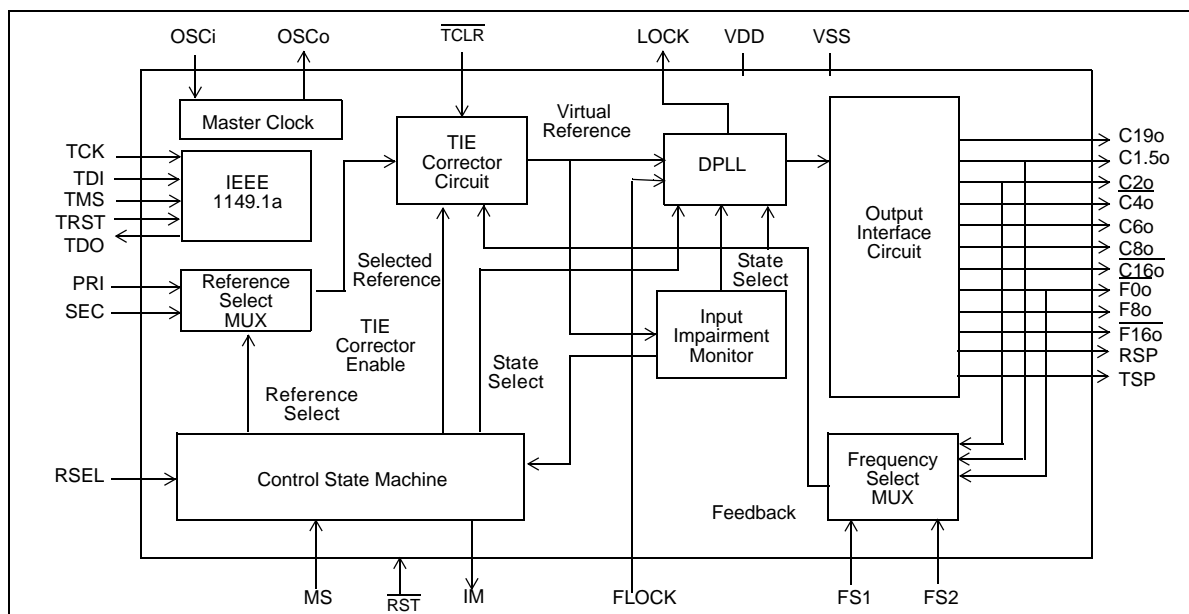 OSCi
OSCo
TCLR
LOCK
VDD
VSS
Master Clock
TCK
TDI
TMS
TRST
TDO
IEEE
1149.1a
PRI
SEC
Reference
Select
MUX
Selected
Reference
TIE
Corrector
Circuit
Virtual
Reference
DPLL
State
Select
Input
Impairment
Monitor
Output
Interface
Circuit
C19o
C1.5o
C2o
C4o
C6o
C8o
C16o
F0o
F8o
F16o
RSP
TSP
TIE
Corrector
Enable
Reference
Select
State
Select
RSEL
Control State Machine
Feedback
Frequency
Select
MUX
MS
RST
IM
FLOCK
FS1
FS2